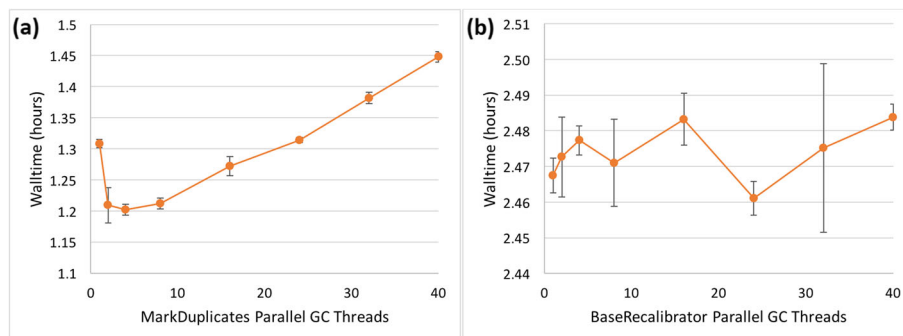 (a)
1.5
1.45
1.4
1.35
1.3
1.25
1.2
1.15
1.1
Walltime (hours)
0 10 20 30 40
MarkDuplicates Parallel GC Threads
(b)
2.51
2.50
2.49
2.48
2.47
2.46
2.45
2.44
Walltime (hours)
0 10 20 30 40
BaseRecalibrator Parallel GC Threads